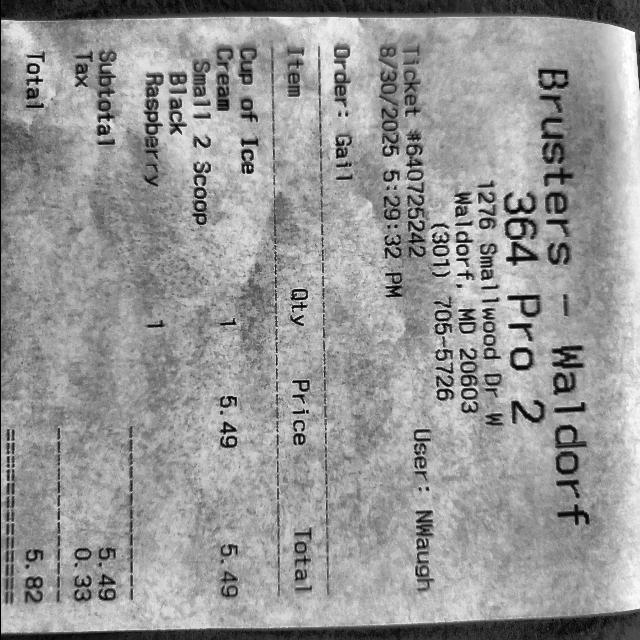 Brusters - Waldorf
364 Pro 2
1276 Smallwood Dr W
Waldorf, MD 20603
(301) 705-5726
Ticket #640725242 User: NWaugh
8/30/2025 5:29:32 PM
Order: Gail
Item Qty Price Total
Cup of Ice
Cream 1 5.49 5.49
Small 2 Scoop
Black
Raspberry 1
Subtotal 5.49
Tax 0.33
Total 5.82